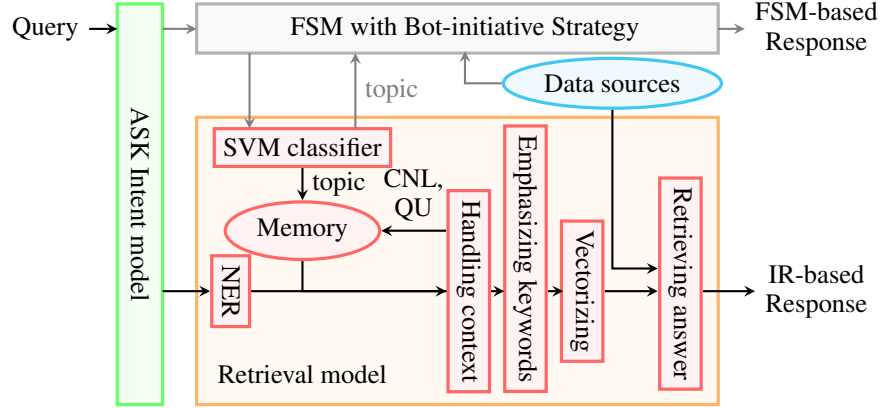 Query
FSM with Bot-initiative Strategy
FSM-based
Response
topic
Data sources
ASK Intent model
SVM classifier
topic
CNL,
QU
Memory
NER
Handling context
Emphasizing keywords
Vectorizing
Retrieving answer
IR-based
Response
Retrieval model